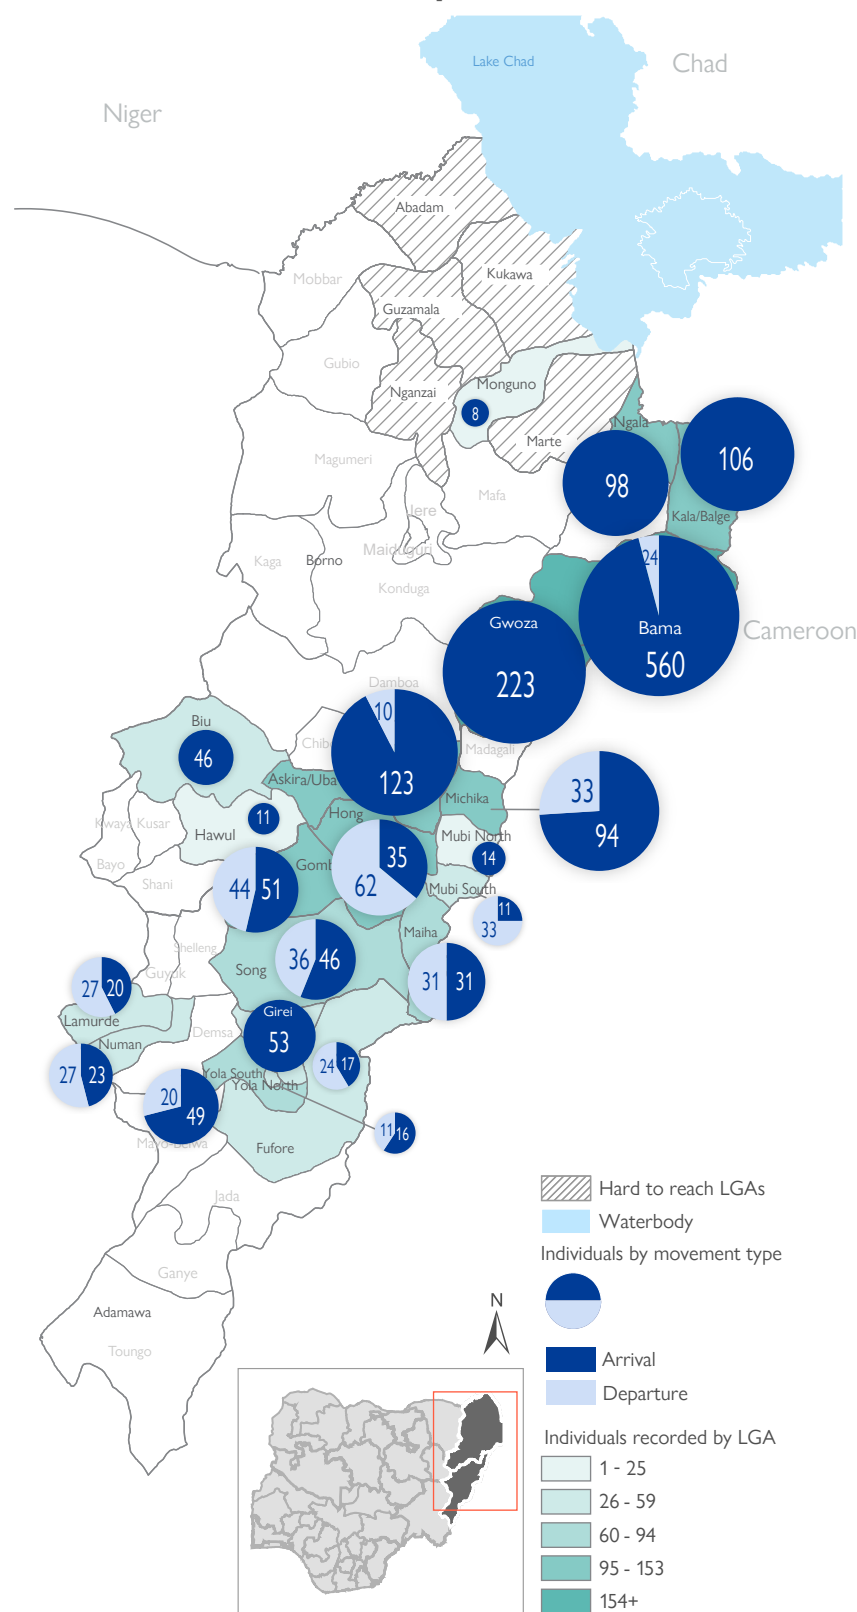 Lake Chad
Chad
Niger
Abadam
Kukawa
Mobbar
Guzamala
Gubio
Monguno
Nganzai
8
Ngala
Marte
106
Magumeri
98
Mafa
Jere
Kala/Balge
Maiduguri
24
Kaga
Borno
Konduga
Gwoza
Bama
Cameroon
560
223
Damboa
10
Biu
Chib
Madagali
46
Askira/Uba
123
33
Michika
11
Hong
94
Kwaya Kusar
Hawul
Mubi North
35
14
Bayo
Gomb
Shani
44
51
62
Mubi South
11
33
Maiha
Shelleng
36
46
Song
Guyuk
31
31
27
20
Girei
Lamurde
Demsa
53
Numan
24
17
27
23
Yola South
Yola North
20
49
11
16
Mayo-Belwa
Fufore
Jada
Ganye
Adamawa
Toungo
N
Hard to reach LGAs
Waterbody
Individuals by movement type
Arrival
Departure
Individuals recorded by LGA
1 - 25
26 - 59
60 - 94
95 - 153
154+